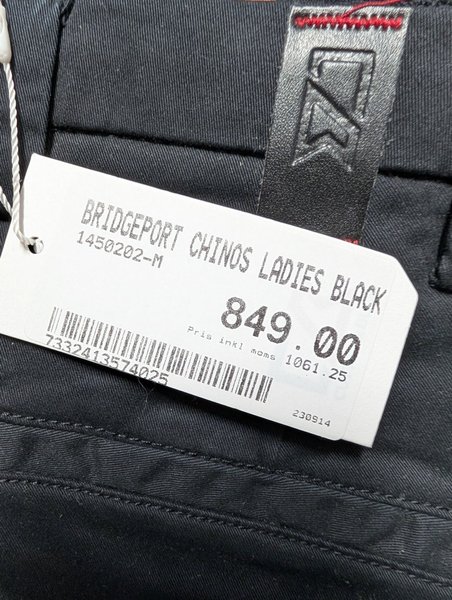 BRIDGEPORT CHINOS LADIES BLACK
1450202-M
849.00
Pris inkl moms 1061.25
7332413574025
230914